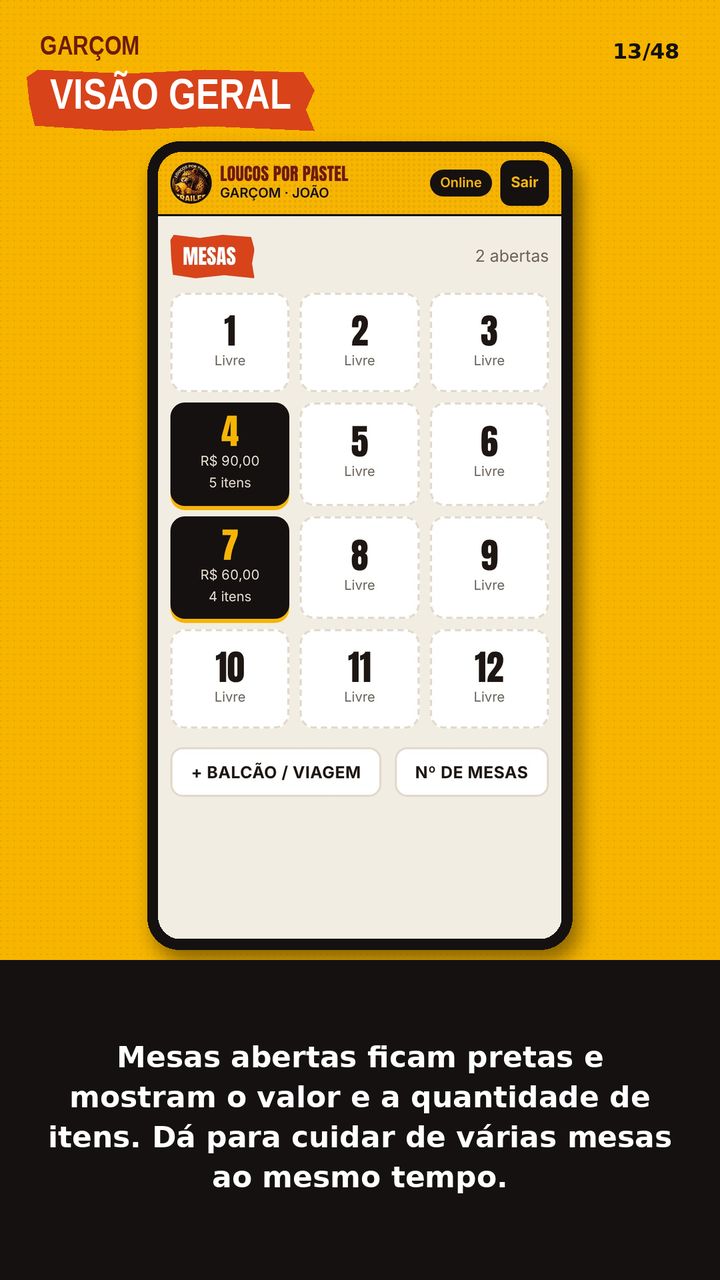 GARÇOM
13/48
VISÃO GERAL
LOUCOS POR PASTEL
GARÇOM · JOÃO
Online
Sair
MESAS
2 abertas
1
Livre
2
Livre
3
Livre
4
R$ 90,00
5 itens
5
Livre
6
Livre
7
R$ 60,00
4 itens
8
Livre
9
Livre
10
Livre
11
Livre
12
Livre
+ BALCÃO / VIAGEM
Nº DE MESAS
Mesas abertas ficam pretas e
mostram o valor e a quantidade de
itens. Dá para cuidar de várias mesas
ao mesmo tempo.